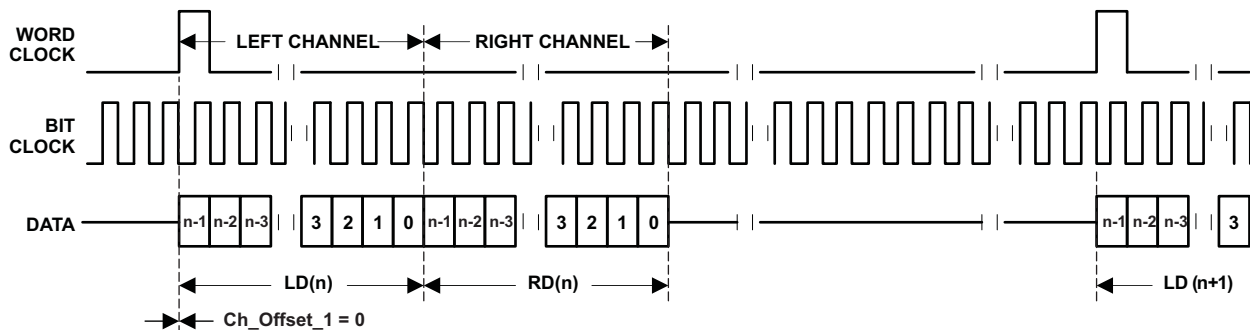 WORD
CLOCK
LEFT CHANNEL
RIGHT CHANNEL
BIT
CLOCK
DATA
n-1 n-2 n-3 3 2 1 0 n-1 n-2 n-3 3 2 1 0 n-1 n-2 n-3 3
LD(n)
RD(n)
LD (n+1)
Ch_Offset_1 = 0